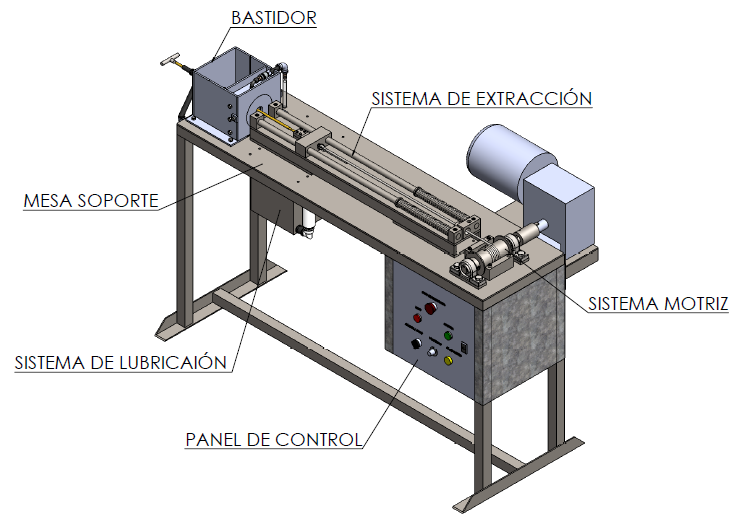 BASTIDOR
SISTEMA DE EXTRACCIÓN
MESA SOPORTE
SISTEMA MOTRIZ
SISTEMA DE LUBRICAIÓN
PANEL DE CONTROL